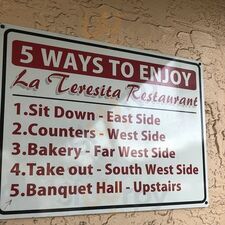 5 WAYS TO ENJOY
La Teresita Restaurant
1.Sit Down - East Side
2.Counters - West Side
3.Bakery - Far West Side
4.Take out - South West Side
5.Banquet Hall - Upstairs